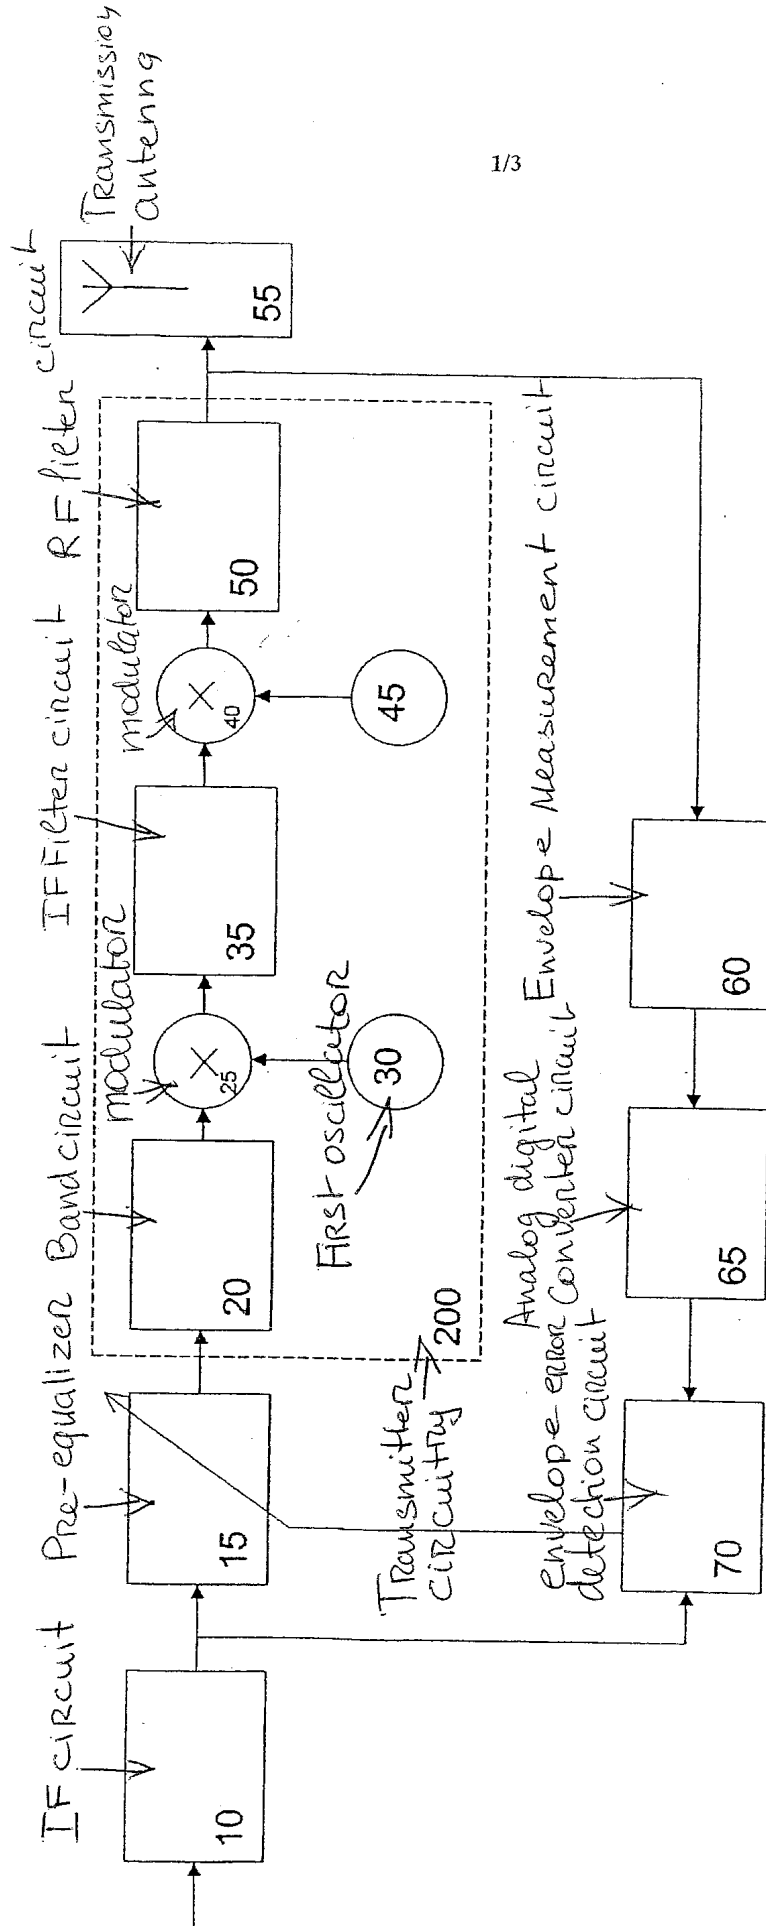 1/3
IF circuit
Pre-equalizer
Band circuit
modulator
IF Filter circuit
modulator
RF filter circuit
Transmission
antenna
10
15
20
25
35
40
50
55
First oscillator
30
45
Transmitter
circuitry
200
envelope error
detection circuit
Analog digital
Converter circuit
Envelope Measurement circuit
70
65
60